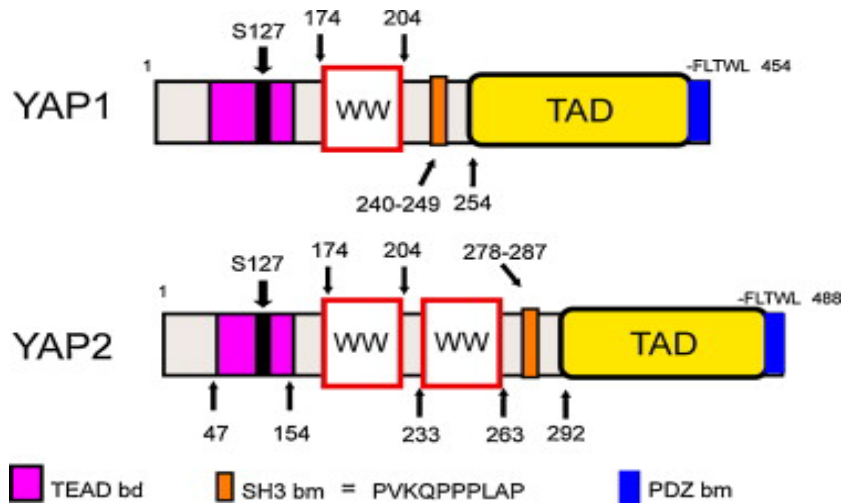 174 204
S127
1 -FLTWL 454
YAP1 WW TAD
240-249 254
174 204 278-287
S127
1 -FLTWL 488
YAP2 WW WW TAD
47 154 233 263 292
TEAD bd SH3 bm = PVKQPPPLAP PDZ bm